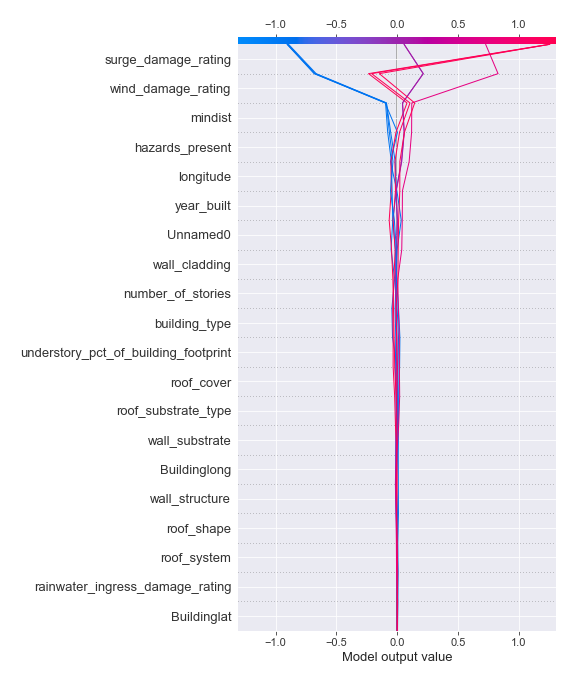 −1.0 −0.5 0.0 0.5 1.0
surge_damage_rating
wind_damage_rating
mindist
hazards_present
longitude
year_built
Unnamed0
wall_cladding
number_of_stories
building_type
understory_pct_of_building_footprint
roof_cover
roof_substrate_type
wall_substrate
Buildinglong
wall_structure
roof_shape
roof_system
rainwater_ingress_damage_rating
Buildinglat
−1.0 −0.5 0.0 0.5 1.0
Model output value